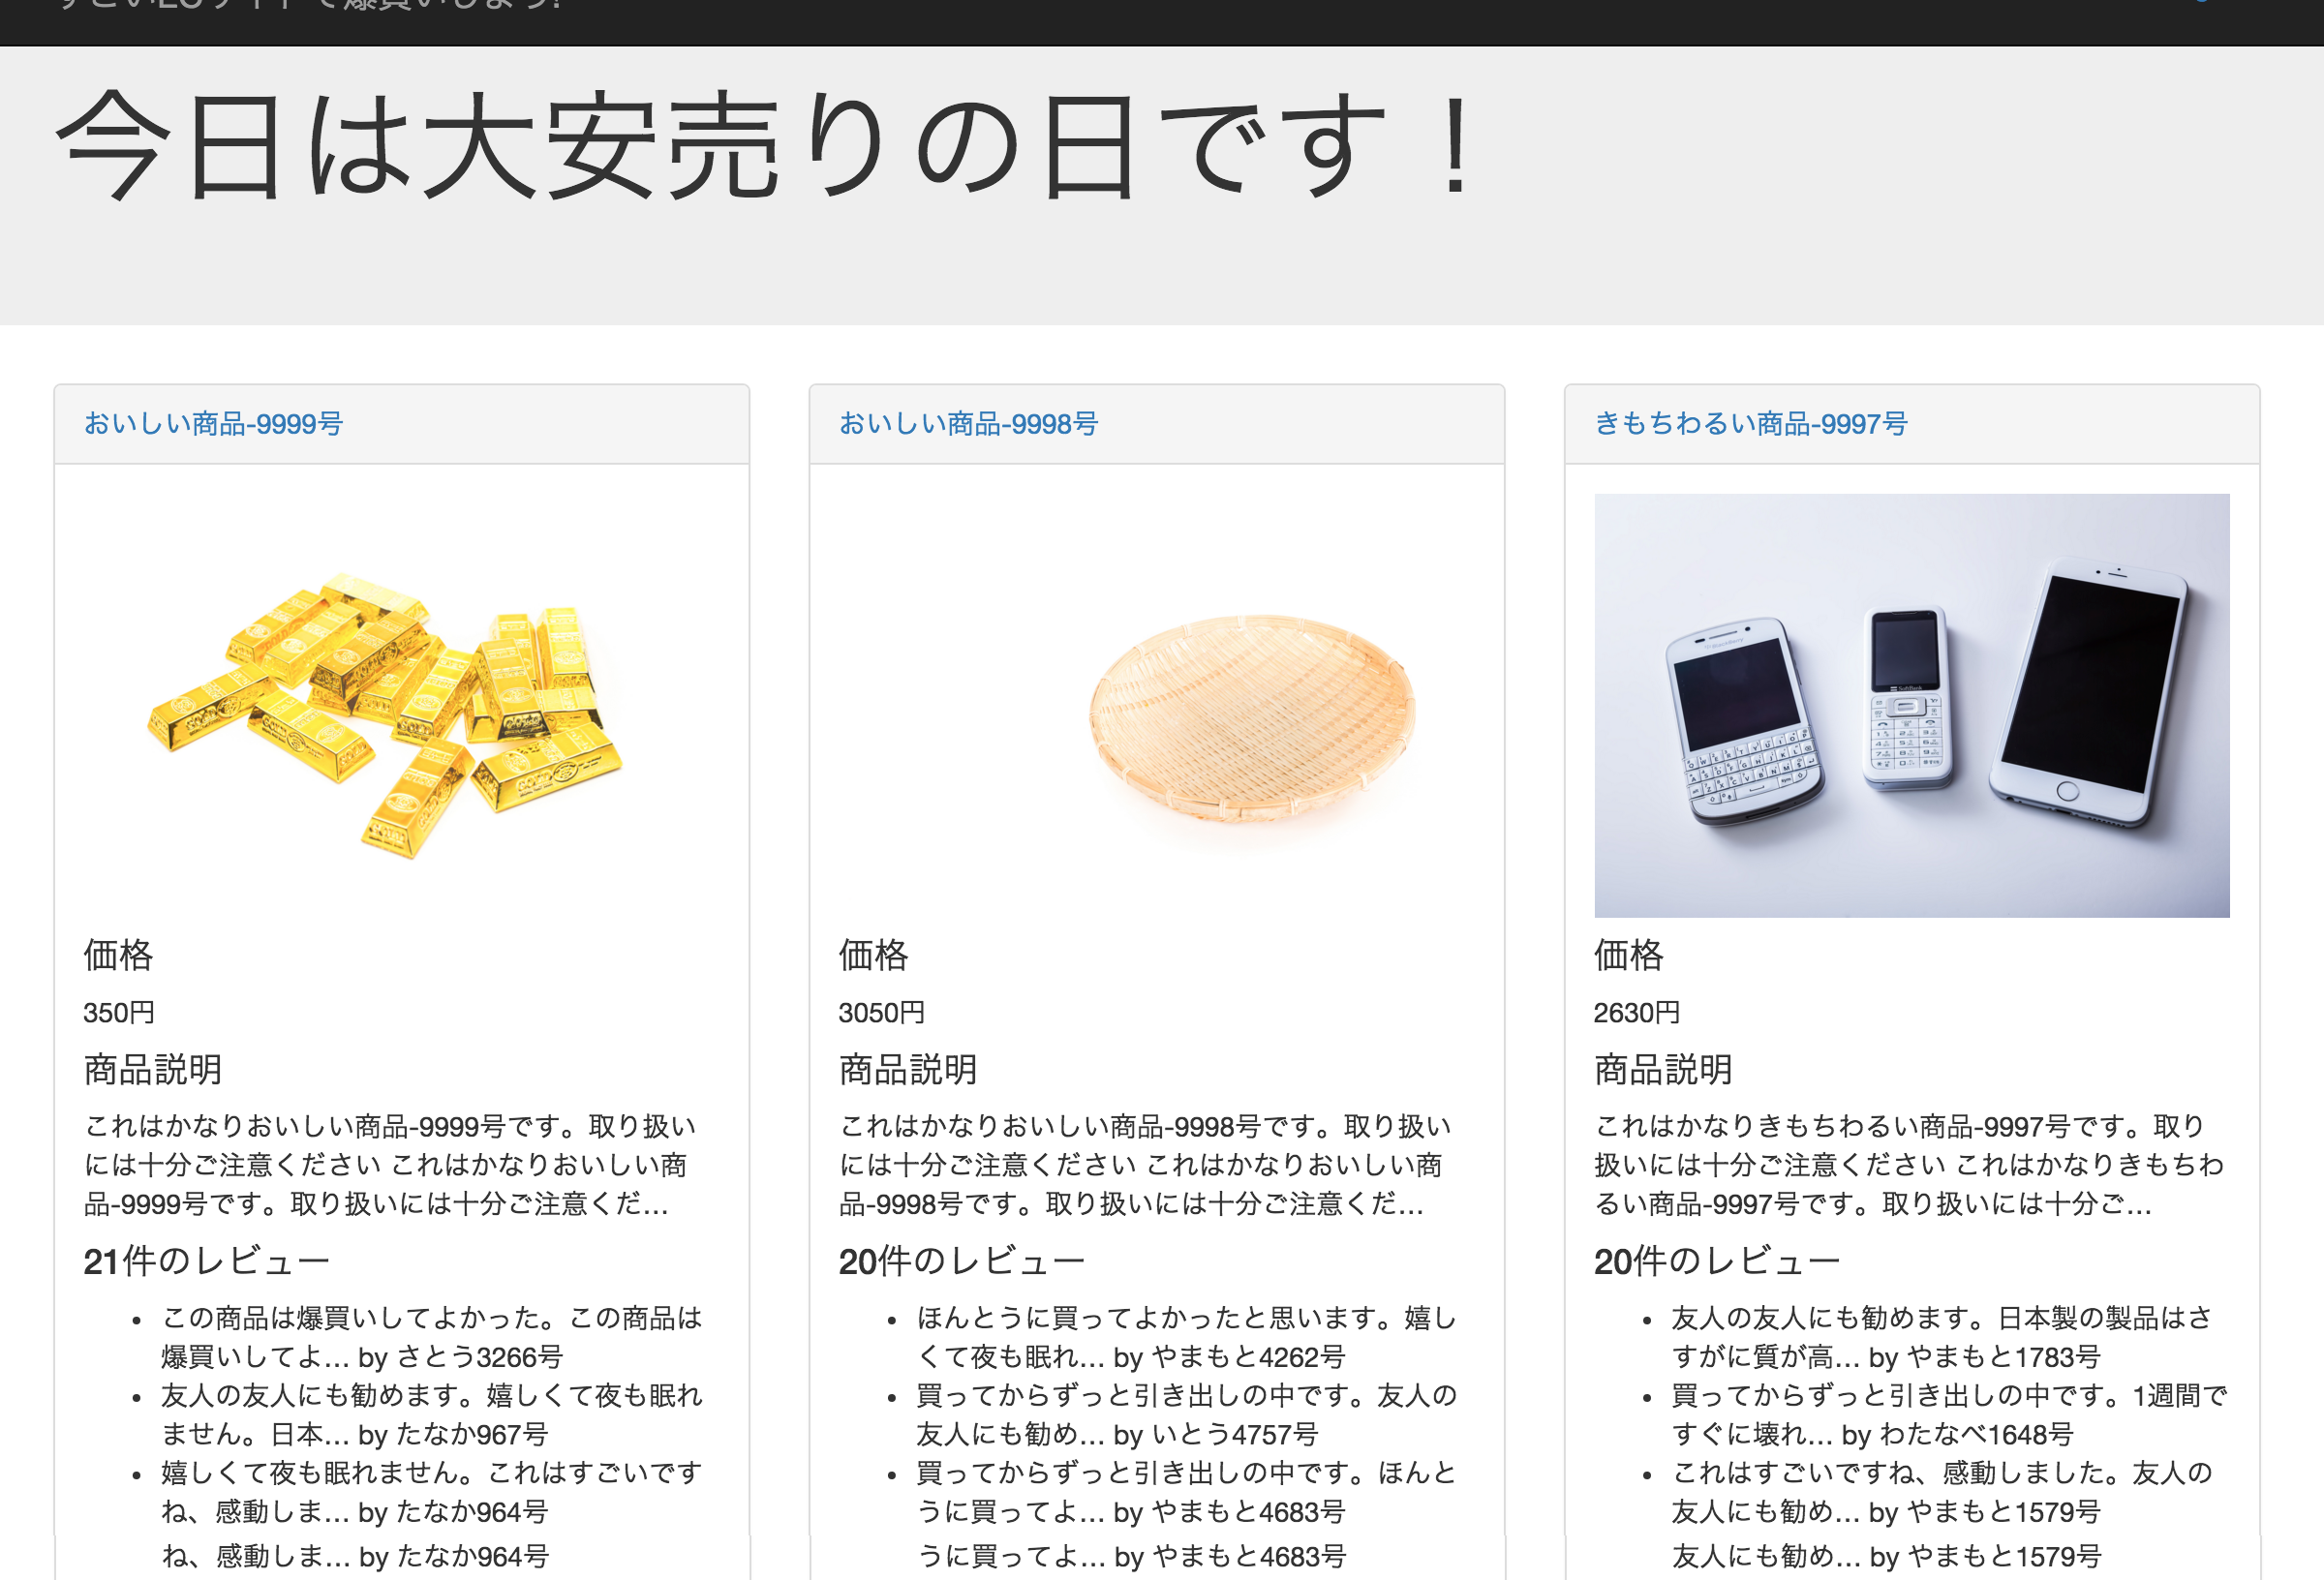 すごいECサイトで爆買いしよう!
今日は大安売りの日です！
おいしい商品-9999号
価格
350円
商品説明
これはかなりおいしい商品-9999号です。取り扱い
には十分ご注意ください これはかなりおいしい商
品-9999号です。取り扱いには十分ご注意くだ...
21件のレビュー
• この商品は爆買いしてよかった。この商品は
爆買いしてよ... by さとう3266号
• 友人の友人にも勧めます。嬉しくて夜も眠れ
ません。日本... by たなか967号
• 嬉しくて夜も眠れません。これはすごいです
ね、感動しま... by たなか964号
ね、感動しま... by たなか964号
おいしい商品-9998号
価格
3050円
商品説明
これはかなりおいしい商品-9998号です。取り扱い
には十分ご注意ください これはかなりおいしい商
品-9998号です。取り扱いには十分ご注意くだ...
20件のレビュー
• ほんとうに買ってよかったと思います。嬉し
くて夜も眠れ... by やまもと4262号
• 買ってからずっと引き出しの中です。友人の
友人にも勧め... by いとう4757号
• 買ってからずっと引き出しの中です。ほんと
うに買ってよ... by やまもと4683号
うに買ってよ... by やまもと4683号
きもちわるい商品-9997号
価格
2630円
商品説明
これはかなりきもちわるい商品-9997号です。取り
扱いには十分ご注意ください これはかなりきもちわ
るい商品-9997号です。取り扱いには十分ご...
20件のレビュー
• 友人の友人にも勧めます。日本製の製品はさ
すがに質が高... by やまもと1783号
• 買ってからずっと引き出しの中です。1週間で
すぐに壊れ... by わたなべ1648号
• これはすごいですね、感動しました。友人の
友人にも勧め... by やまもと1579号
友人にも勧め... by やまもと1579号